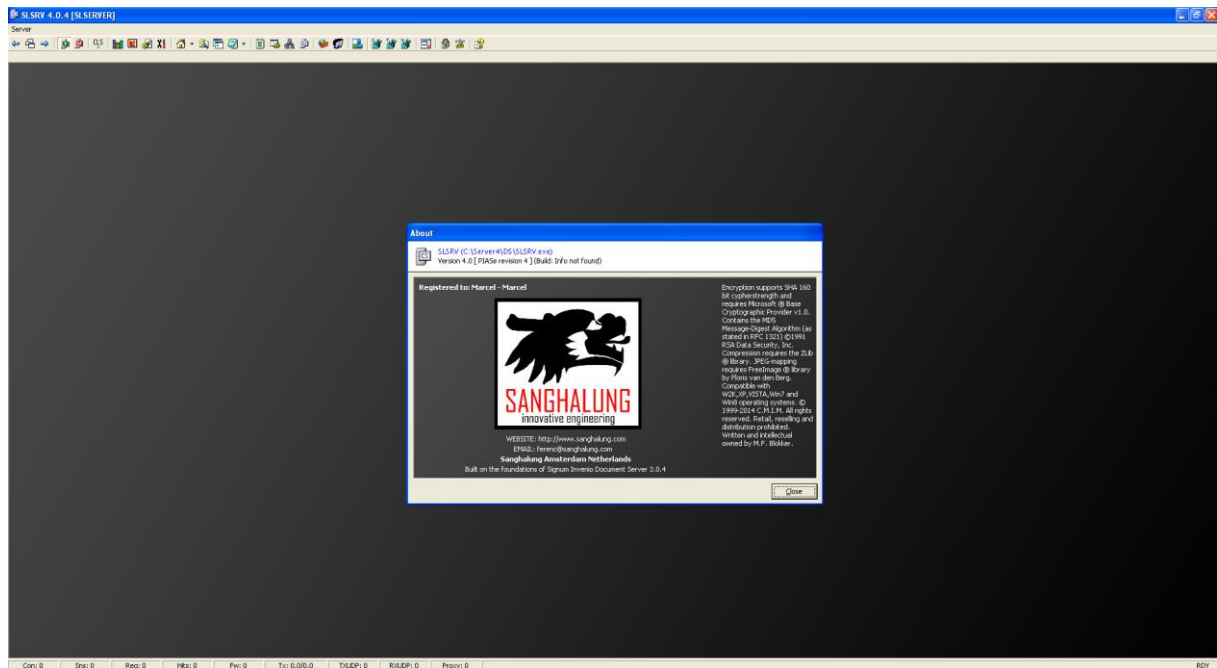 SLSRV 4.0.4 [SLSERVER]
Server
About
SLSRV (C:\Server4\DS\SLSRV.exe)
Version 4.0 [ PIASe revision 4 ] (Build: Info not found)
Registered to: Marcel - Marcel
SANGHALUNG
innovative engineering
WEBSITE: http://www.sanghalung.com
EMAIL: ferenc@sanghalung.com
Sanghalung Amsterdam Netherlands
Built on the foundations of Signum Invenio Document Server 3.0.4
Encryption supports SHA 160
bit cypherstrength and
requires Microsoft ® Base
Cryptographic Provider v1.0.
Contains the MD5
Message-Digest Algorithm (as
stated in RFC 1321) ©1991
RSA Data Security, Inc.
Compression requires the ZLib
® library. JPEG-mapping
requires FreeImage ® library
by Floris van den Berg.
Compatible with
W2K,XP,VISTA,Win7 and
Win8 operating systems. ©
1999-2014 C.M.I.M. All rights
reserved. Retail, reselling and
distribution prohibited.
Written and intellectual
owned by M.P. Blokker.
Close
Con: 0 Sns: 0 Req: 0 Hits: 0 Fw: 0 Tx: 0.0/0.0 TXUDP: 0 RXUDP: 0 Proxy: 0 RDY